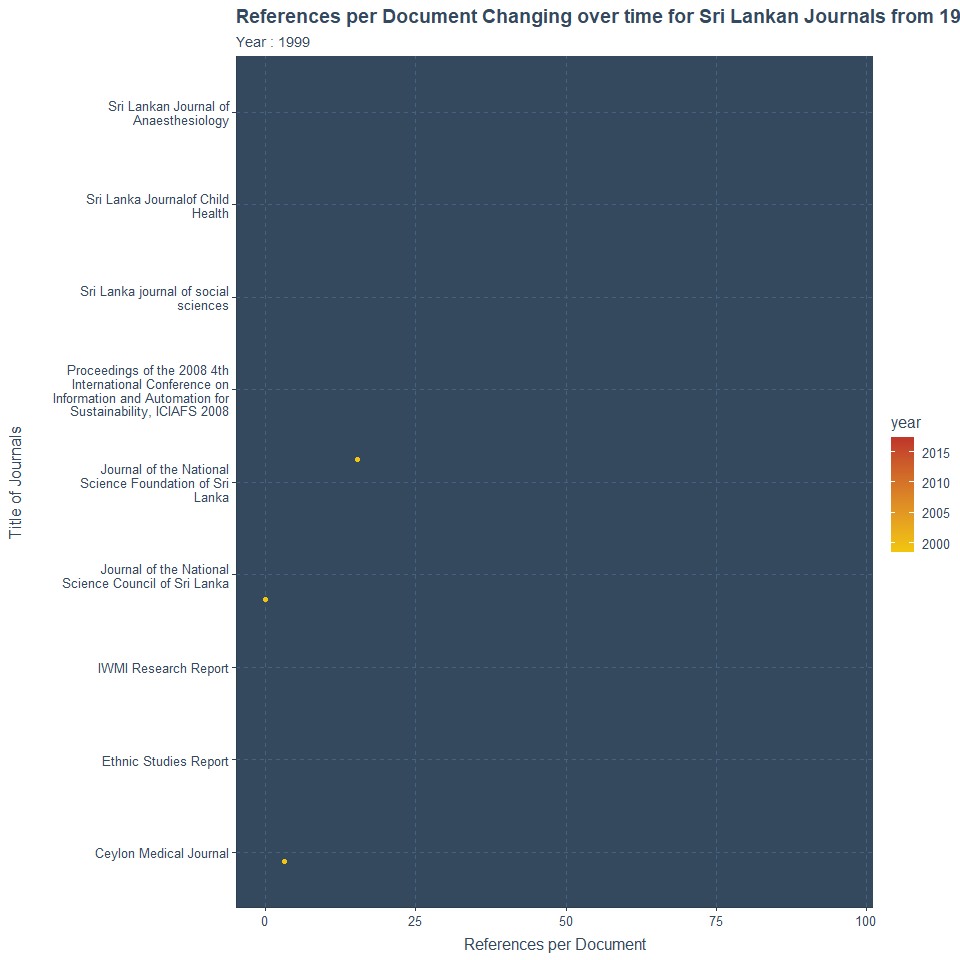 References per Document Changing over time for Sri Lankan Journals from 19
Year : 1999
Sri Lankan Journal of
Anaesthesiology
Sri Lanka Journalof Child
Health
Sri Lanka journal of social
sciences
Proceedings of the 2008 4th
International Conference on
Information and Automation for
Sustainability, ICIAFS 2008
Journal of the National
Science Foundation of Sri
Lanka
Journal of the National
Science Council of Sri Lanka
IWMI Research Report
Ethnic Studies Report
Ceylon Medical Journal
Title of Journals
0 25 50 75 100
References per Document
year
2015
2010
2005
2000